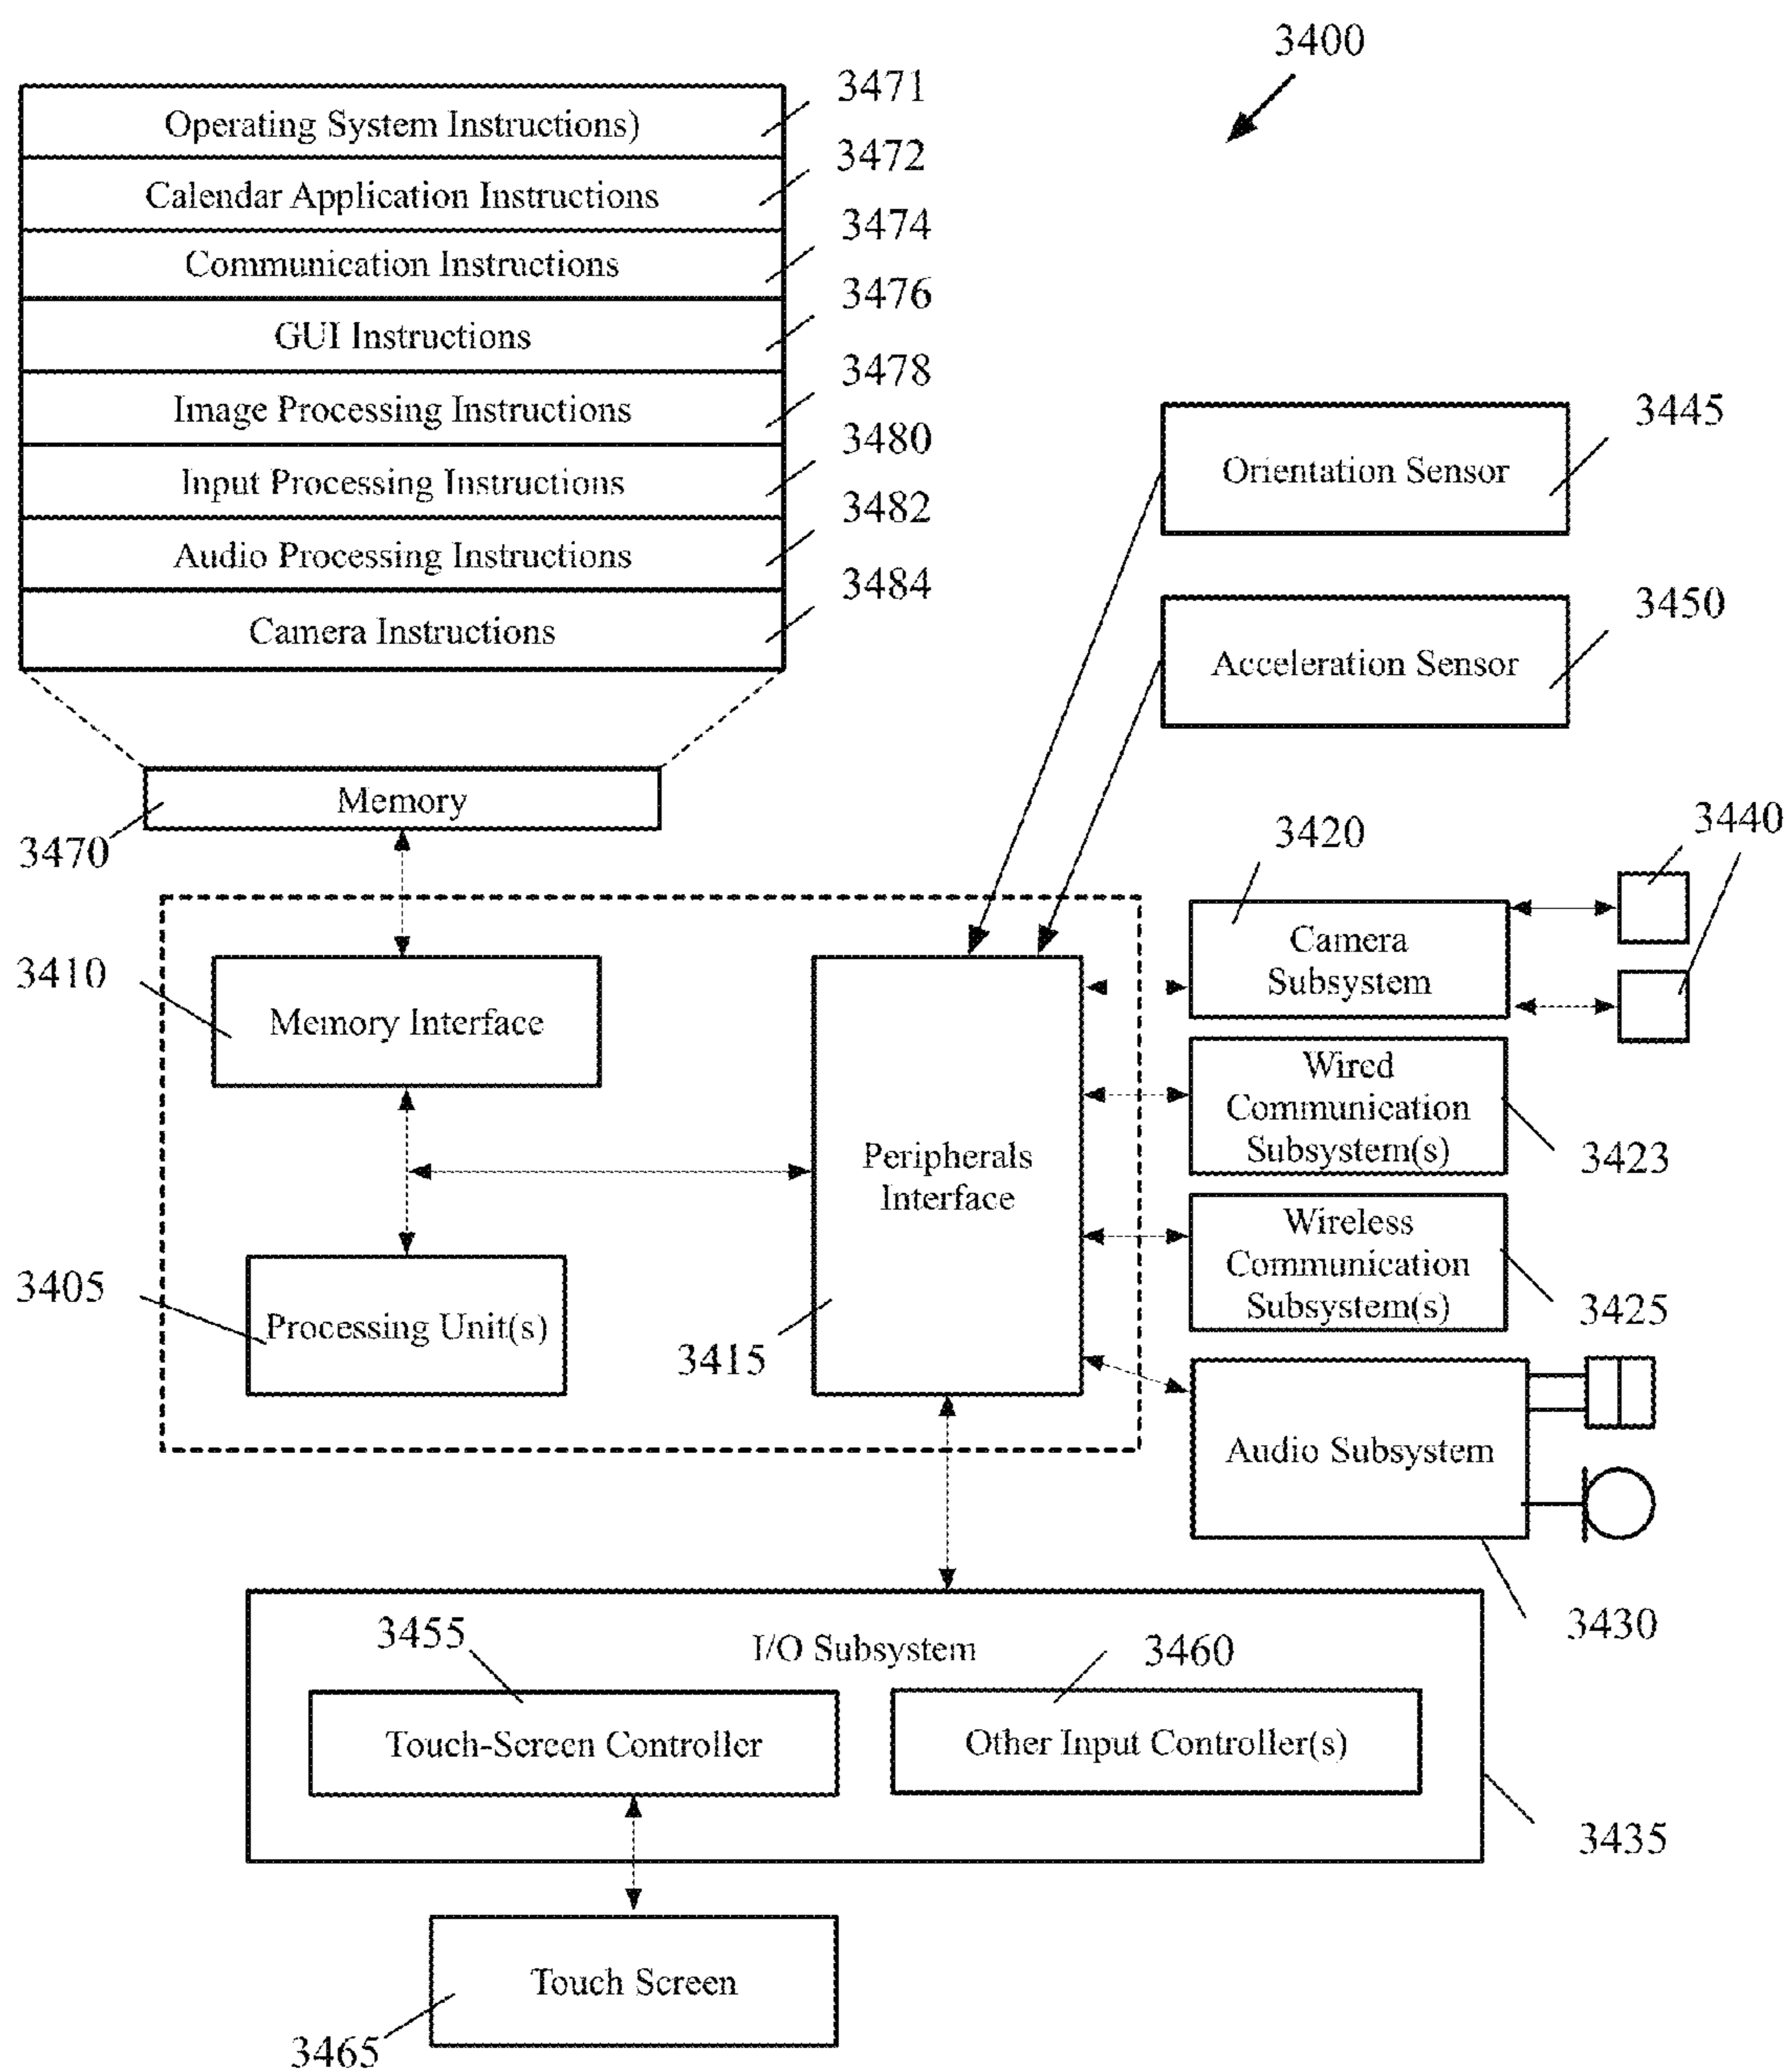 3400
3471
Operating System Instructions)
3472
Calendar Application Instructions
3474
Communication Instructions
3476
GUI Instructions
3478
Image Processing Instructions
3480
Input Processing Instructions
3482
Audio Processing Instructions
3484
Camera Instructions
3445
Orientation Sensor
3450
Acceleration Sensor
Memory
3470
3420
3440
Camera
Subsystem
3410
Memory Interface
Wired
Communication
Subsystem(s)
3423
Peripherals
Interface
3415
Wireless
Communication
Subsystem(s)
3425
3405
Processing Unit(s)
Audio Subsystem
3430
I/O Subsystem
3455
3460
Touch-Screen Controller
Other Input Controller(s)
3435
Touch Screen
3465